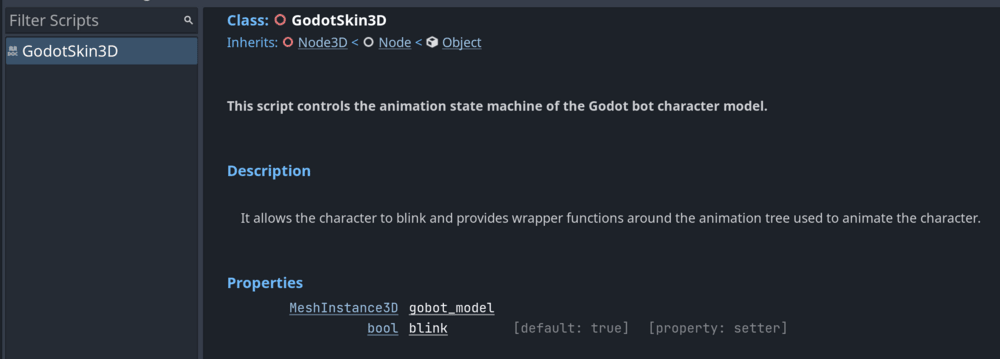 Filter Scripts
GodotSkin3D
Class: GodotSkin3D
Inherits: Node3D < Node < Object
This script controls the animation state machine of the Godot bot character model.
Description
It allows the character to blink and provides wrapper functions around the animation tree used to animate the character.
Properties
MeshInstance3D gobot_model
bool blink [default: true] [property: setter]